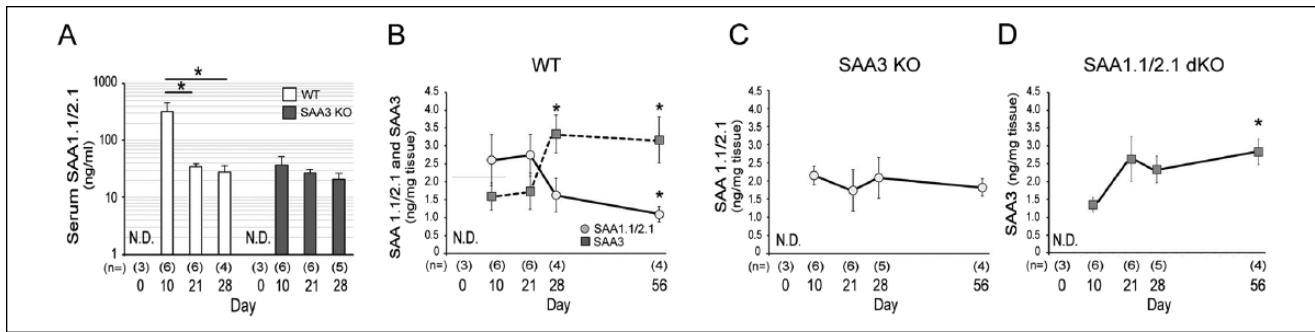 A
Serum SAA1.1/2.1
(ng/ml)
1000
100
10
1
* 
*
WT
SAA3 KO
N.D.
N.D.
(n=) (3) (6) (6) (4) (3) (6) (6) (5)
0 10 21 28 0 10 21 28
Day
B
WT
SAA 1.1/2.1 and SAA3
(ng/mg tissue)
4.5
4.0
3.5
3.0
2.5
2.0
1.5
1.0
0.5
0.0
*
*
*
SAA1.1/2.1
SAA3
N.D.
(n=) (3) (6) (6) (4) (4)
0 10 21 28 56
Day
C
SAA3 KO
SAA 1.1/2.1
(ng/mg tissue)
4.5
4.0
3.5
3.0
2.5
2.0
1.5
1.0
0.5
0.0
N.D.
(n=) (3) (6) (6) (5) (4)
0 10 21 28 56
Day
D
SAA1.1/2.1 dKO
SAA3
(ng/mg tissue)
4.5
4.0
3.5
3.0
2.5
2.0
1.5
1.0
0.5
0.0
*
N.D.
(n=) (3) (6) (6) (5) (4)
0 10 21 28 56
Day